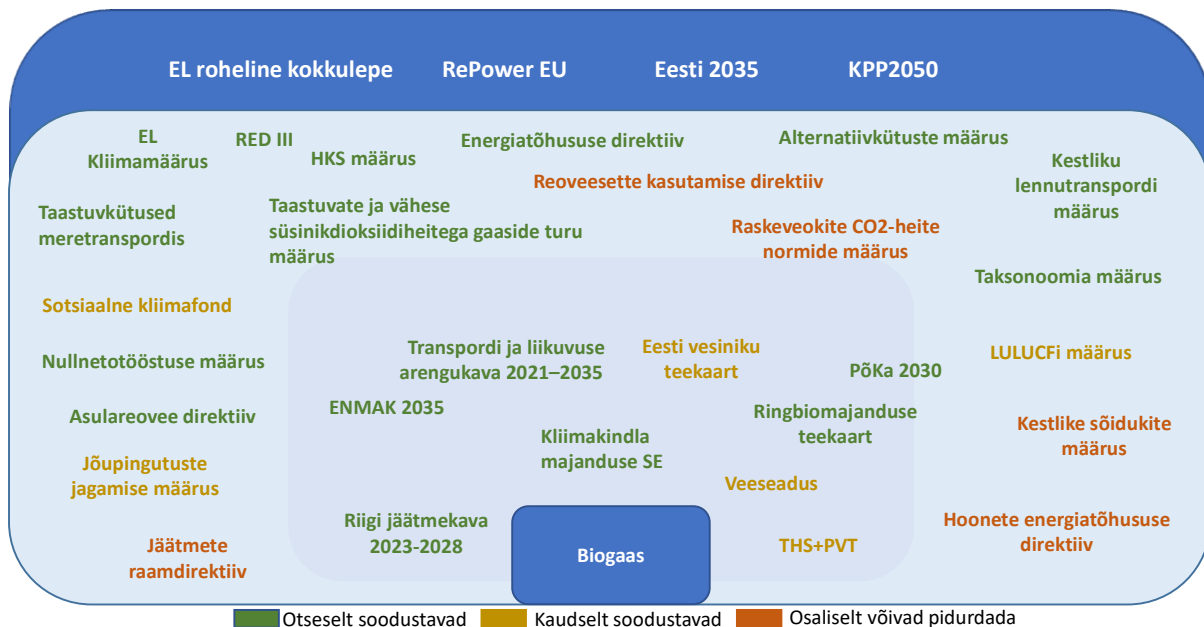 EL roheline kokkulepe
RePower EU
Eesti 2035
KPP2050
EL
Kliimamäärus
RED III
HKS määrus
Energiatõhususe direktiiv
Alternatiivkütuste määrus
Kestliku
lennutranspordi
määrus
Reoveesette kasutamise direktiiv
Taastuvkütused
meretranspordis
Taastuvate ja vähese
süsinikdioksiidiheitega gaaside turu
määrus
Raskeveokite CO2-heite
normide määrus
Taksonoomia määrus
Sotsiaalne kliimafond
Nullnetotööstuse määrus
Transpordi ja liikuvuse
arengukava 2021–2035
Eesti vesiniku
teekaart
PõKa 2030
LULUCFi määrus
Asulareovee direktiiv
ENMAK 2035
Kliimakindla
majanduse SE
Ringbiomajanduse
teekaart
Kestlike sõidukite
määrus
Jõupingutuste
jagamise määrus
Veeseadus
Jäätmete
raamdirektiiv
Riigi jäätmekava
2023-2028
Biogaas
THS+PVT
Hoonete energiatõhususe
direktiiv
Otseselt soodustavad
Kaudselt soodustavad
Osaliselt võivad pidurdada